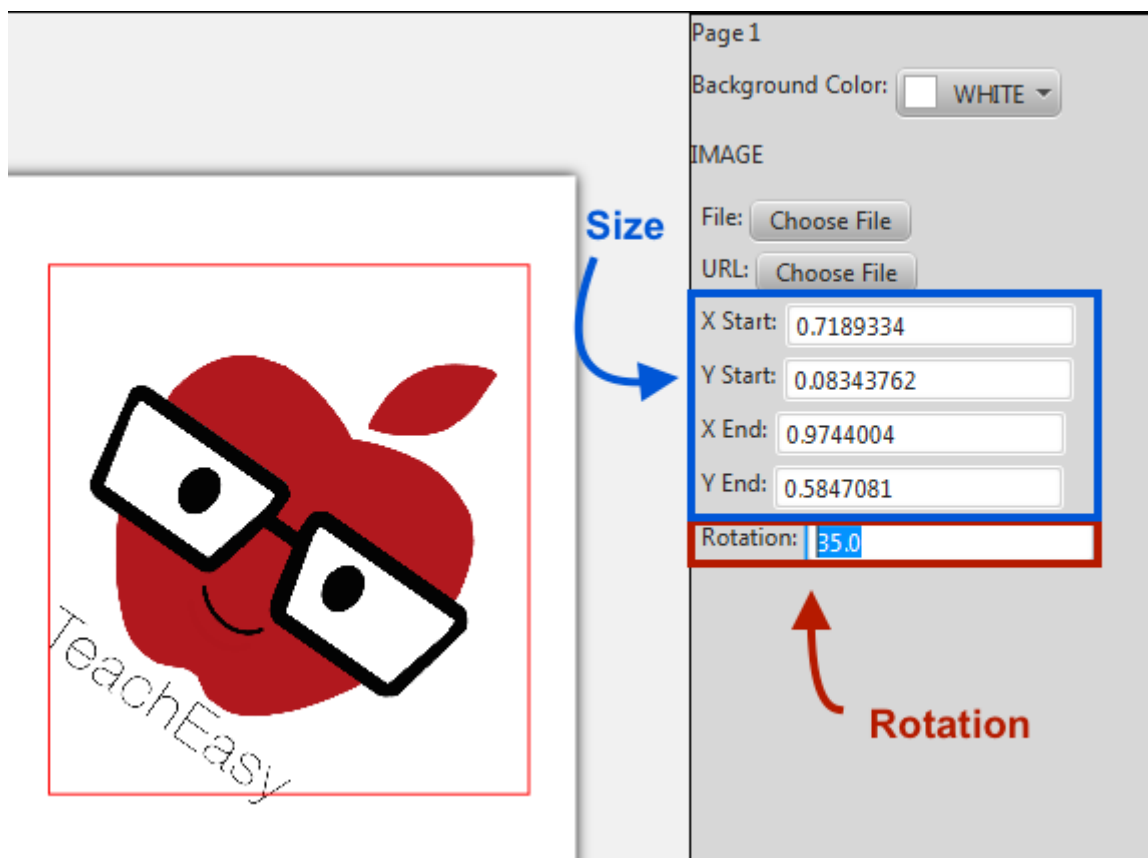 Page 1
Background Color: WHITE
IMAGE
Size
File: Choose File
URL: Choose File
X Start: 0.7189334
Y Start: 0.08343762
X End: 0.9744004
Y End: 0.5847081
Rotation: 35.0
TeachEasy
Rotation